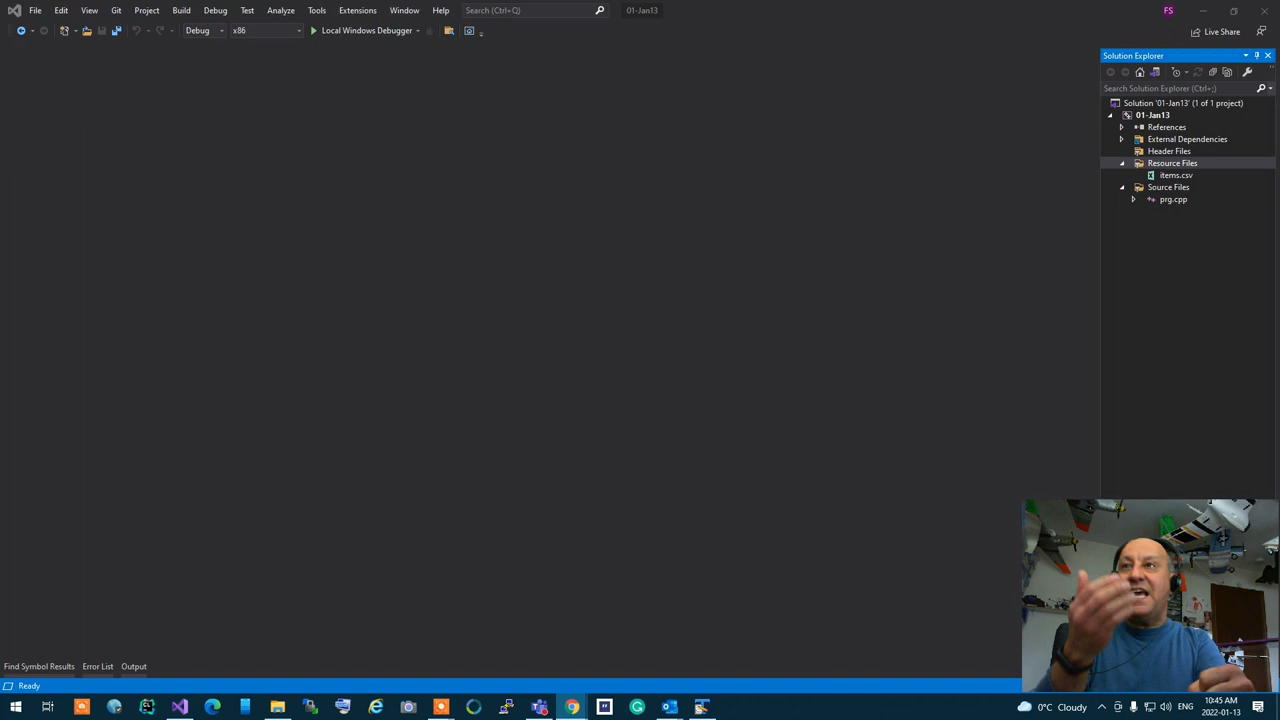 File Edit View Git Project Build Debug Test Analyze Tools Extensions Window Help Search (Ctrl+Q) 01-Jan13 FS
Debug x86 Local Windows Debugger Live Share
Solution Explorer
Search Solution Explorer (Ctrl+;)
Solution '01-Jan13' (1 of 1 project)
01-Jan13
References
External Dependencies
Header Files
Resource Files
items.csv
Source Files
prg.cpp
Find Symbol Results Error List Output
Ready
0°C Cloudy ENG 10:45 AM
2022-01-13